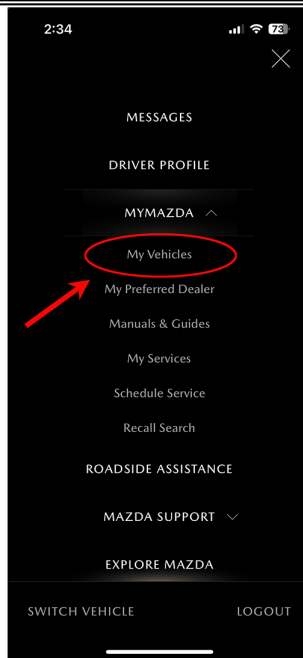 2:34
73
MESSAGES
DRIVER PROFILE
MYMAZDA
My Vehicles
My Preferred Dealer
Manuals & Guides
My Services
Schedule Service
Recall Search
ROADSIDE ASSISTANCE
MAZDA SUPPORT
EXPLORE MAZDA
SWITCH VEHICLE LOGOUT